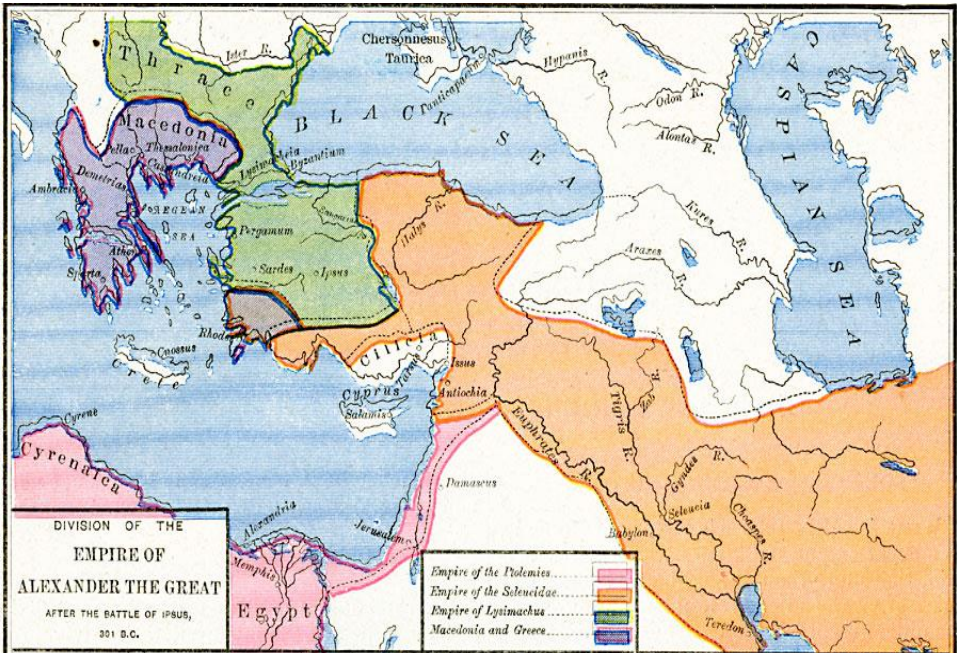 Thrace
Ister R.
Chersonnesus
Taurica
Panticapaeum
Hypanis R.
Odon R.
Alontas R.
CASPIAN SEA
BLACK SEA
Macedonia
Pella
Thessalonica
Cassandreia
Lysimacheia
Byzantium
Demetrias
Ambracia
AEGEAN
SEA
Athens
Sparta
Pergamum
Sardes
Ipsus
Halys R.
Kures R.
Araxes R.
Rhodes
Cnossus
Crete
Cilicia
Tarsus
Issus
Cyprus
Salamis
Antiochia
Euphrates R.
Tigris R.
Zab R.
Gyndes R.
Seleucia
Choaspes R.
Babylon
Teredon
Cyrene
Cyrenaica
Damascus
Jerusalem
Alexandria
Memphis
Egypt
DIVISION OF THE
EMPIRE OF
ALEXANDER THE GREAT
AFTER THE BATTLE OF IPSUS,
301 B.C.
Empire of the Ptolemies
Empire of the Seleucidae
Empire of Lysimachus
Macedonia and Greece